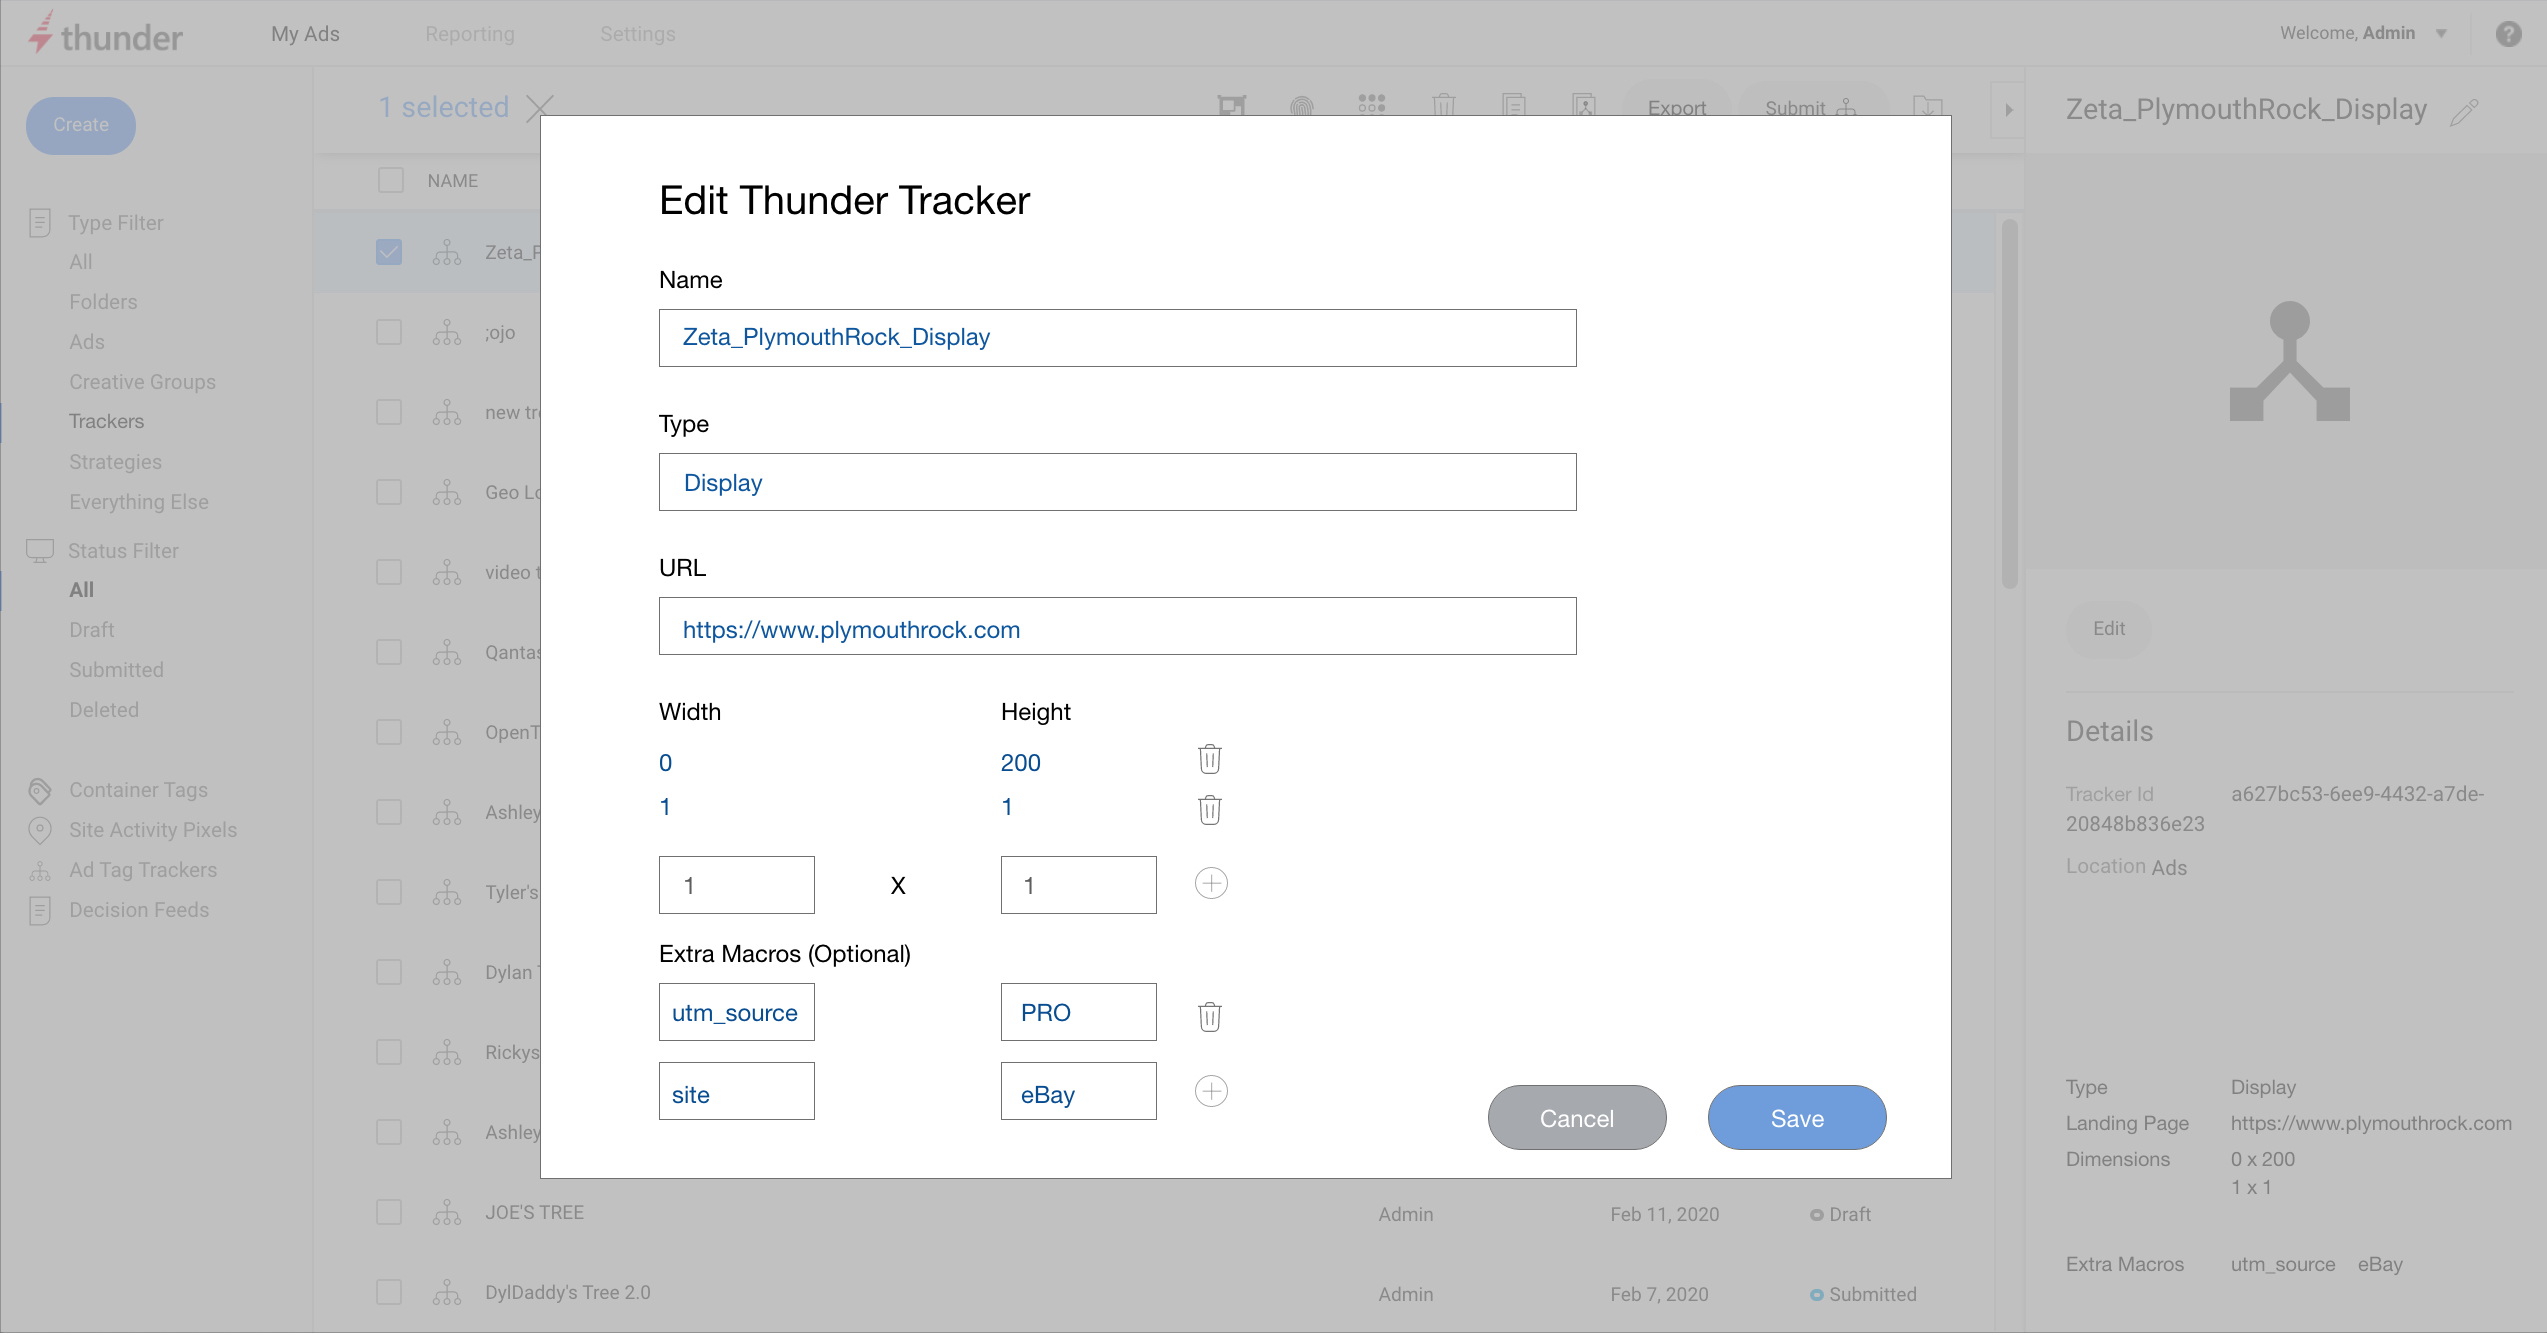 thunder
My Ads
Reporting
Settings
Welcome, Admin
?
Create
Type Filter
All
Folders
Ads
Creative Groups
Trackers
Strategies
Everything Else
Status Filter
All
Draft
Submitted
Deleted
Container Tags
Site Activity Pixels
Ad Tag Trackers
Decision Feeds
1 selected
Export
Submit
NAME
Zeta_P
;ojo
new tr
Geo Lo
video t
Qantas
OpenT
Ashley
Tyler's
Dylan
Rickys
Ashley
JOE'S TREE Admin Feb 11, 2020 Draft
DylDaddy's Tree 2.0 Admin Feb 7, 2020 Submitted
Edit Thunder Tracker
Name
Zeta_PlymouthRock_Display
Type
Display
URL
https://www.plymouthrock.com
Width Height
0 200
1 1
1 X 1
Extra Macros (Optional)
utm_source PRO
site eBay
Cancel Save
Zeta_PlymouthRock_Display
Edit
Details
Tracker Id a627bc53-6ee9-4432-a7de-
20848b836e23
Location Ads
Type Display
Landing Page https://www.plymouthrock.com
Dimensions 0 x 200
1 x 1
Extra Macros utm_source eBay